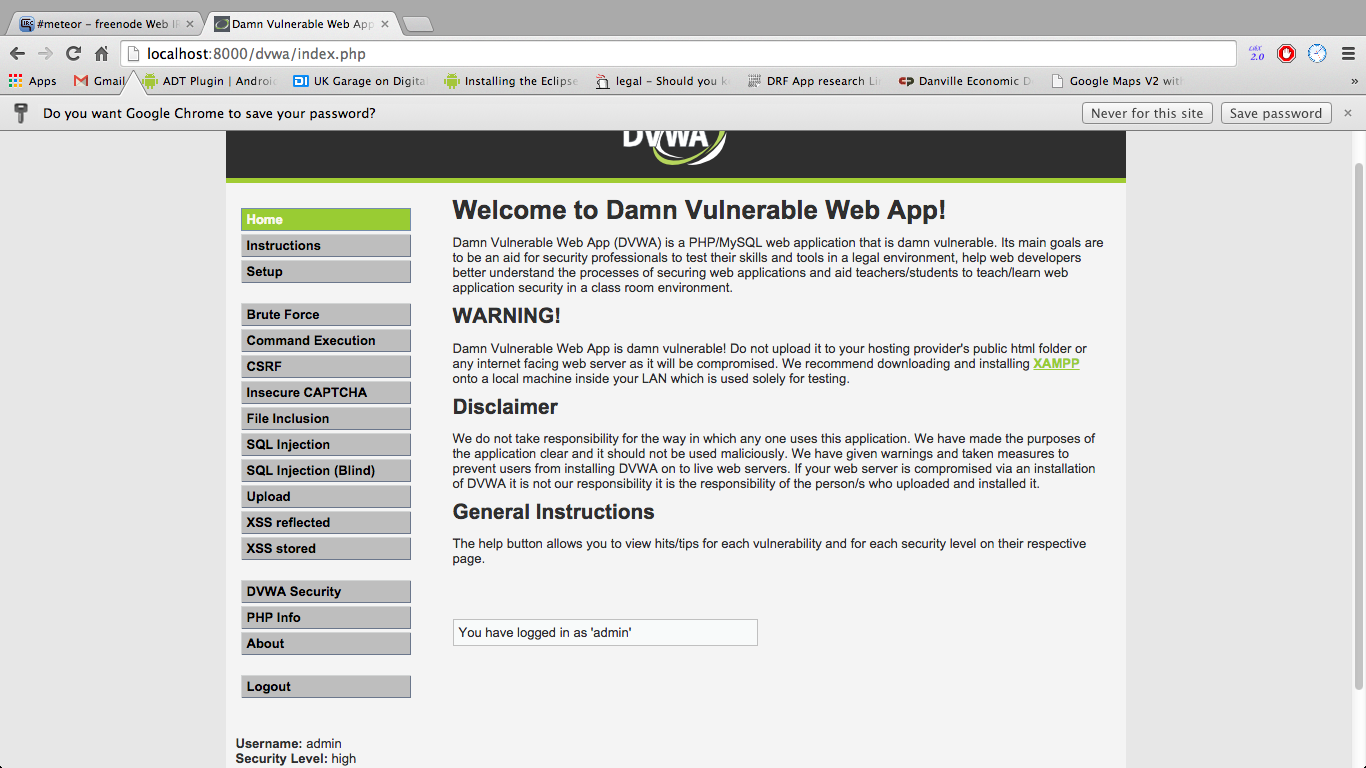 #meteor – freenode Web
Damn Vulnerable Web App
localhost:8000/dvwa/index.php
2.0
Apps
Gmail
ADT Plugin | Androi
UK Garage on Digita
Installing the Eclipse
legal – Should you k
DRF App research Li
Danville Economic D
Google Maps V2 wit
»
Do you want Google Chrome to save your password?
Never for this site
Save password
DVWA
Home
Instructions
Setup
Brute Force
Command Execution
CSRF
Insecure CAPTCHA
File Inclusion
SQL Injection
SQL Injection (Blind)
Upload
XSS reflected
XSS stored
DVWA Security
PHP Info
About
Logout
Welcome to Damn Vulnerable Web App!
Damn Vulnerable Web App (DVWA) is a PHP/MySQL web application that is damn vulnerable. Its main goals are
to be an aid for security professionals to test their skills and tools in a legal environment, help web developers
better understand the processes of securing web applications and aid teachers/students to teach/learn web
application security in a class room environment.
WARNING!
Damn Vulnerable Web App is damn vulnerable! Do not upload it to your hosting provider's public html folder or
any internet facing web server as it will be compromised. We recommend downloading and installing XAMPP
onto a local machine inside your LAN which is used solely for testing.
Disclaimer
We do not take responsibility for the way in which any one uses this application. We have made the purposes of
the application clear and it should not be used maliciously. We have given warnings and taken measures to
prevent users from installing DVWA on to live web servers. If your web server is compromised via an installation
of DVWA it is not our responsibility it is the responsibility of the person/s who uploaded and installed it.
General Instructions
The help button allows you to view hits/tips for each vulnerability and for each security level on their respective
page.
You have logged in as 'admin'
Username: admin
Security Level: high